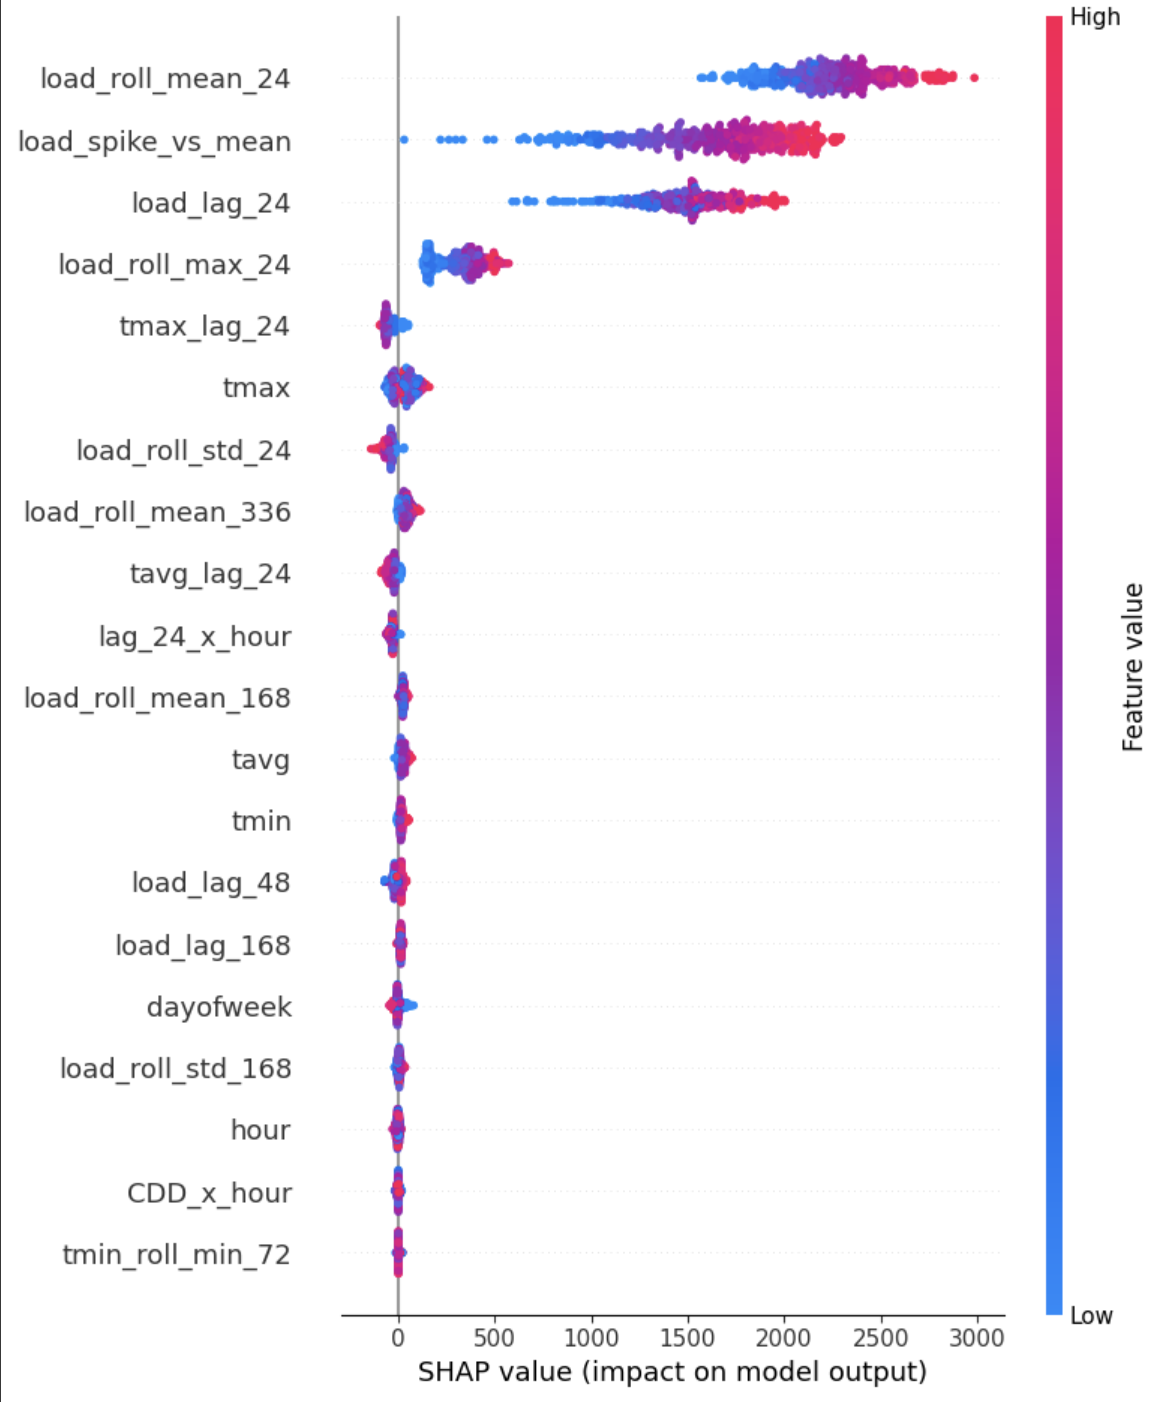 High
load_roll_mean_24
load_spike_vs_mean
load_lag_24
load_roll_max_24
tmax_lag_24
tmax
load_roll_std_24
load_roll_mean_336
tavg_lag_24
lag_24_x_hour
load_roll_mean_168
tavg
tmin
load_lag_48
load_lag_168
dayofweek
load_roll_std_168
hour
CDD_x_hour
tmin_roll_min_72
Feature value
Low
0 500 1000 1500 2000 2500 3000
SHAP value (impact on model output)